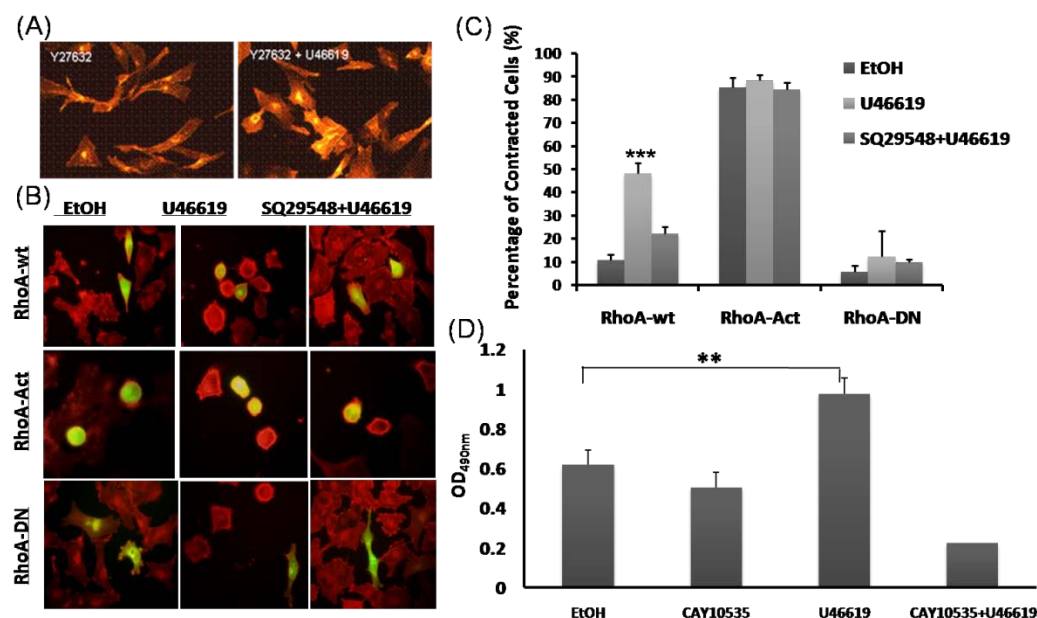 (A)
Y27632
Y27632 + U46619
(B)
EtOH U46619 SQ29548+U46619
RhoA-wt
RhoA-Act
RhoA-DN
(C)
Percentage of Contracted Cells (%)
100
90
80
70
60
50
40
30
20
10
0
***
EtOH
U46619
SQ29548+U46619
RhoA-wt RhoA-Act RhoA-DN
(D)
OD490nm
1.2
1
0.8
0.6
0.4
0.2
0
**
EtOH CAY10535 U46619 CAY10535+U46619